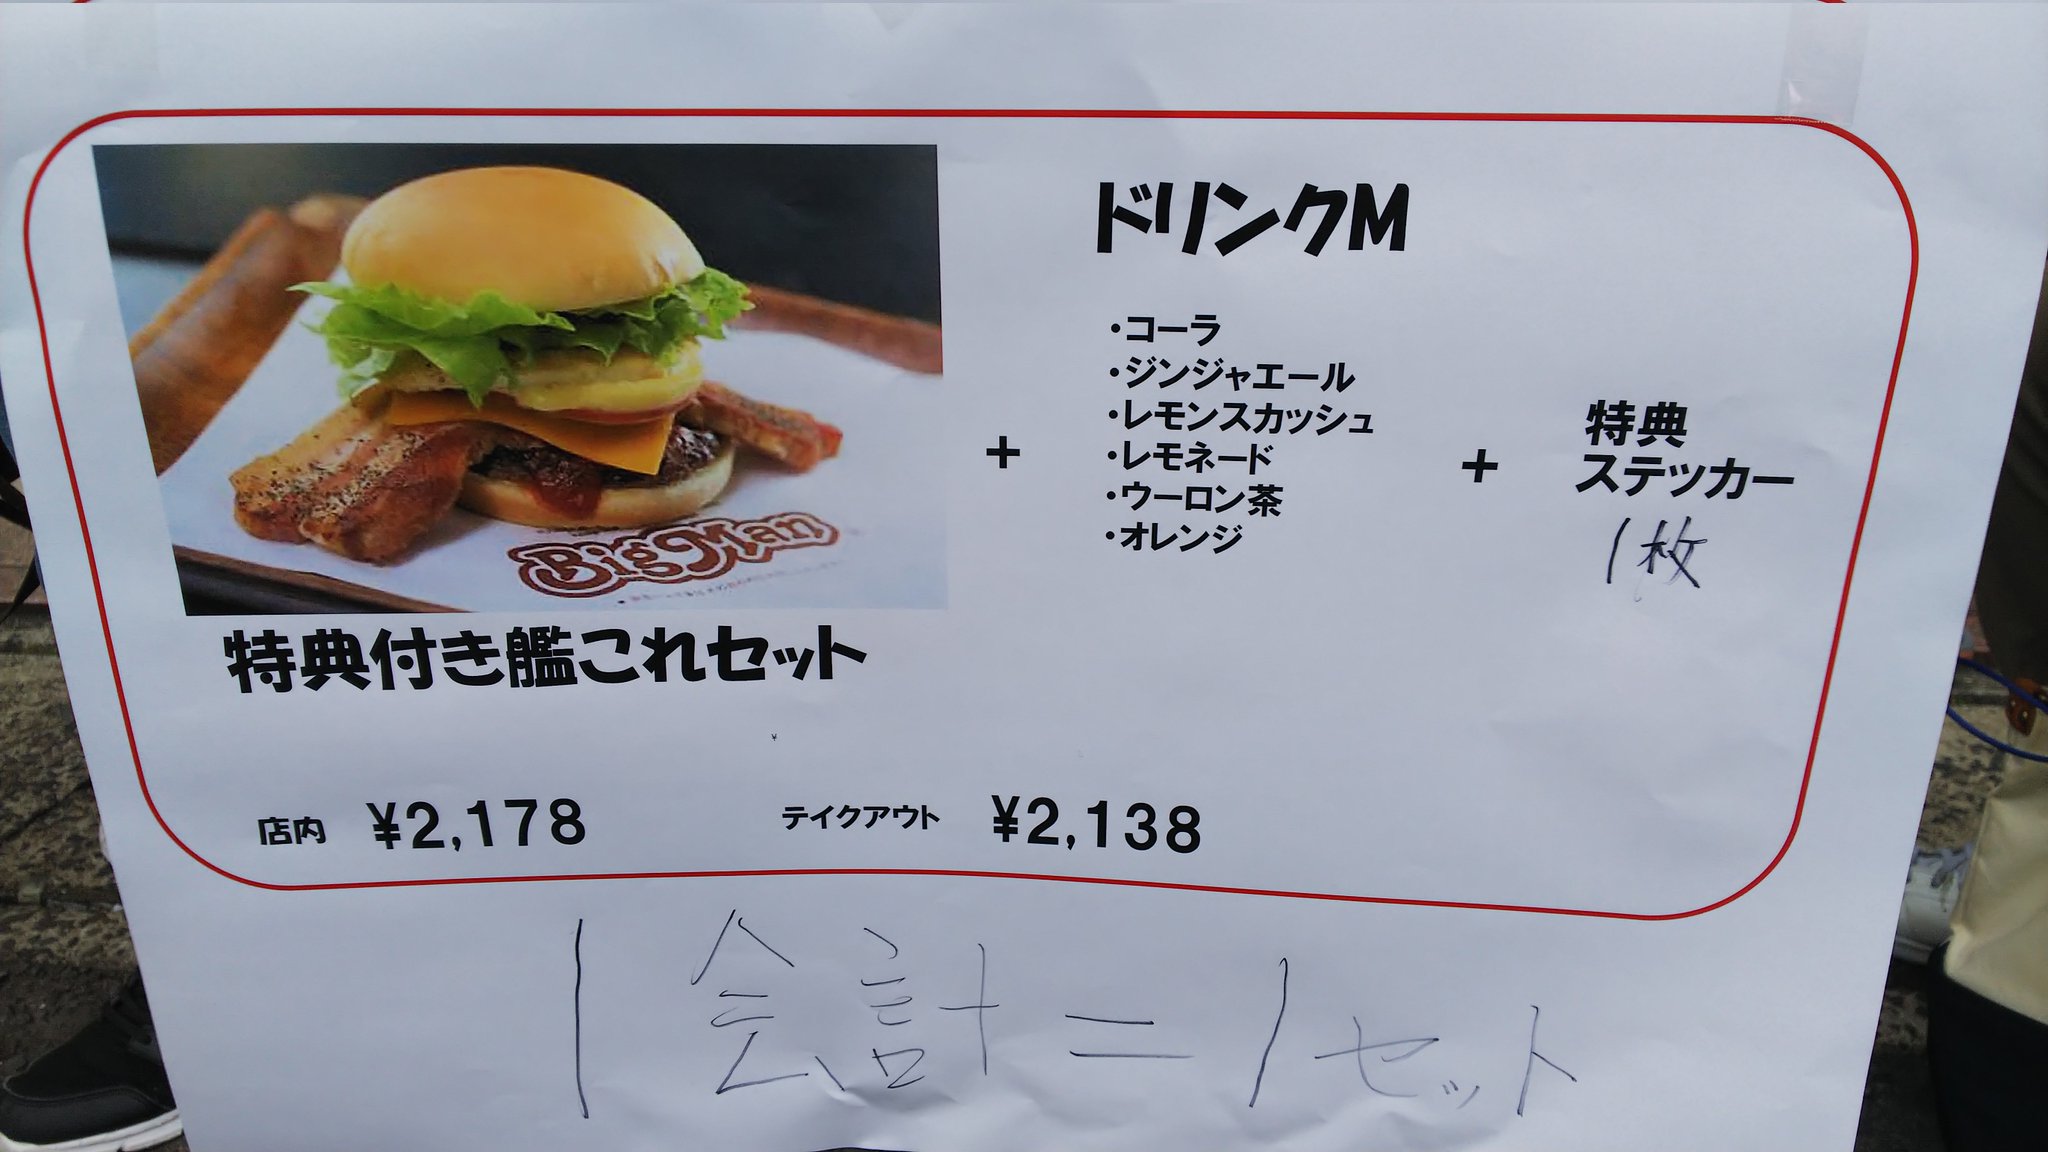 BigMan
特典付き艦これセット
+
ドリンクM
・コーラ
・ジンジャエール
・レモンスカッシュ
・レモネード
・ウーロン茶
・オレンジ
+
特典
ステッカー
1枚
¥
店内 ¥2,178 テイクアウト ¥2,138
1会計=1セット